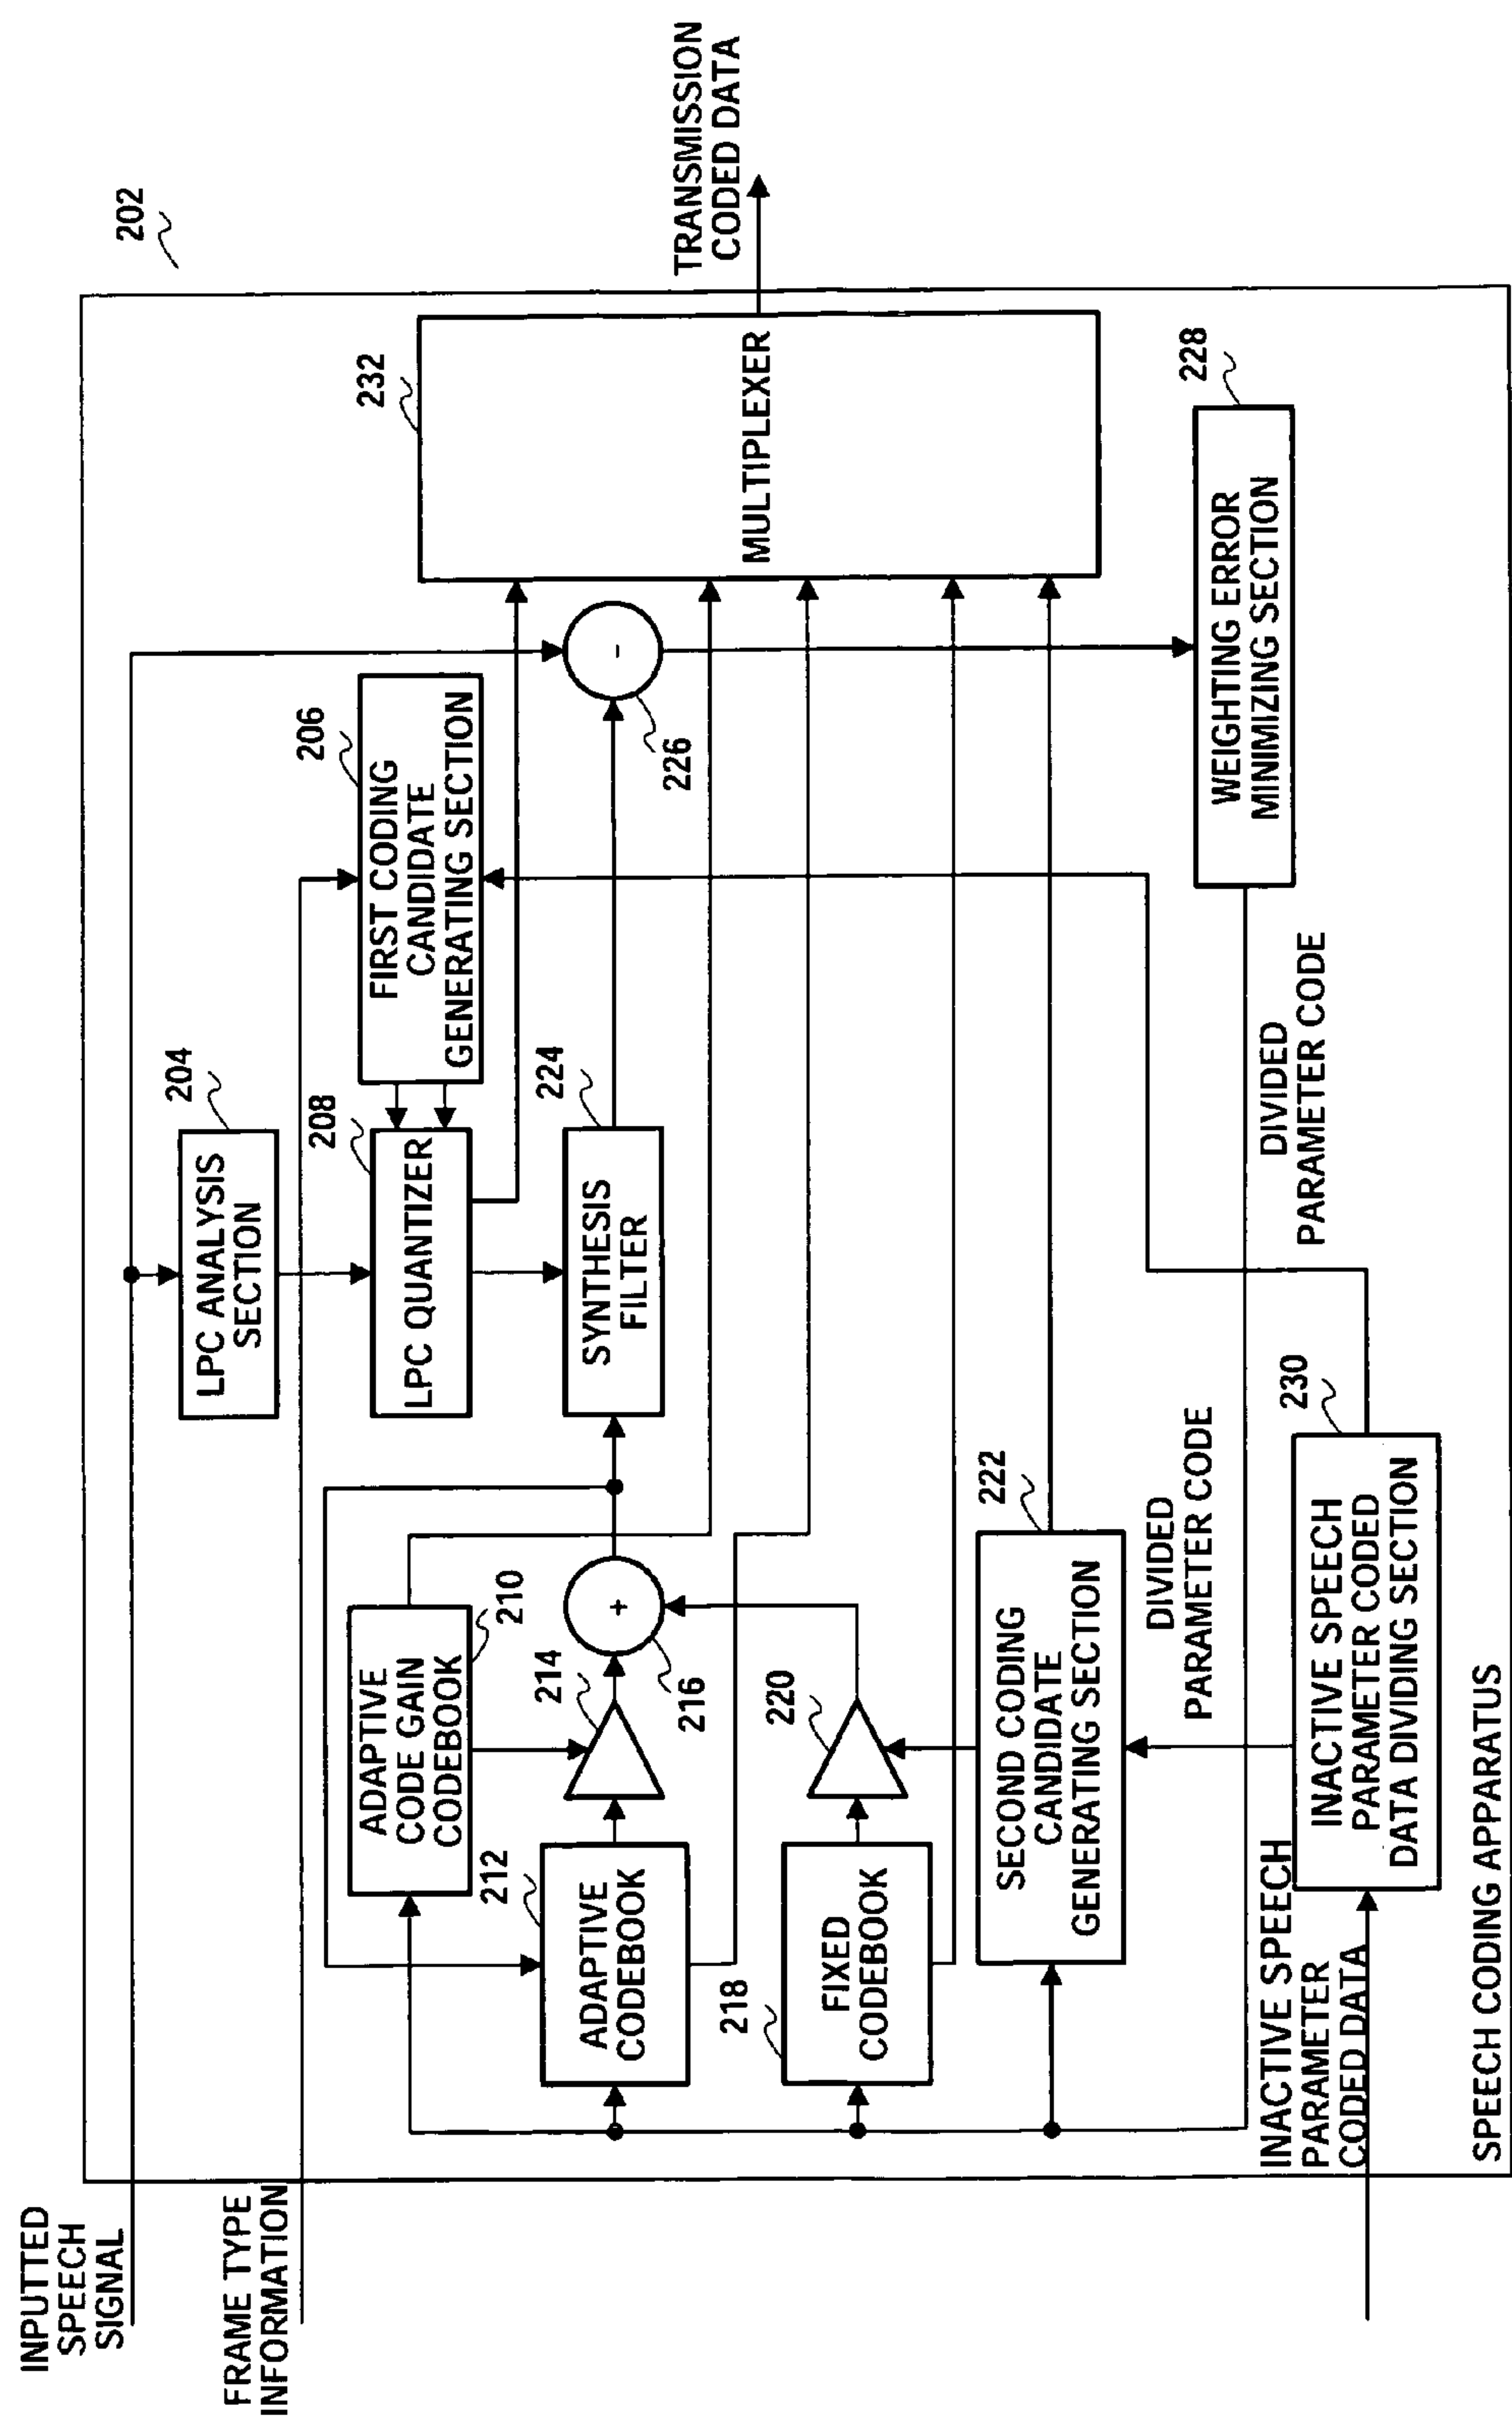 INPUTTED
SPEECH
SIGNAL
FRAME TYPE
INFORMATION
202
204
LPC ANALYSIS
SECTION
206
FIRST CODING
CANDIDATE
GENERATING SECTION
208
LPC QUANTIZER
232
MULTIPLEXER
TRANSMISSION
CODED DATA
ADAPTIVE
CODE GAIN
CODEBOOK
210
212
ADAPTIVE
CODEBOOK
214
+
216
224
SYNTHESIS
FILTER
-
226
218
FIXED
CODEBOOK
220
222
SECOND CODING
CANDIDATE
GENERATING SECTION
DIVIDED
PARAMETER CODE
DIVIDED
PARAMETER CODE
228
WEIGHTING ERROR
MINIMIZING SECTION
INACTIVE SPEECH
PARAMETER
CODED DATA
230
INACTIVE SPEECH
PARAMETER CODED
DATA DIVIDING SECTION
SPEECH CODING APPARATUS